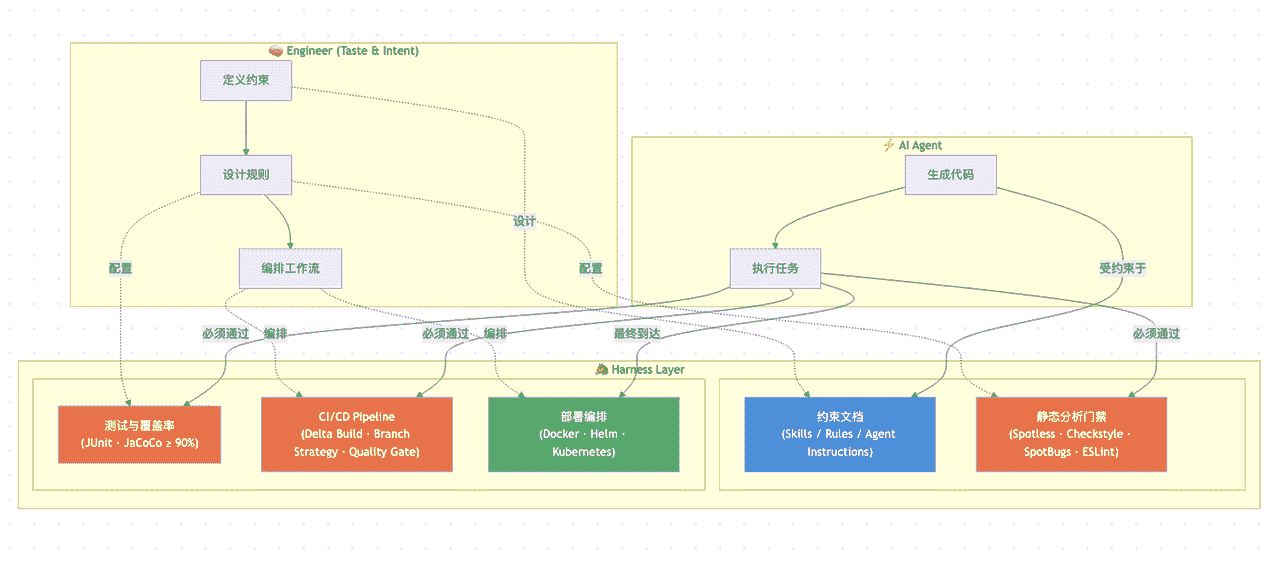 Engineer (Taste & Intent)
定义约束
设计规则
编排工作流
AI Agent
生成代码
执行任务
设计
配置
配置
受约束于
必须通过
编排
必须通过
编排
最终到达
必须通过
Harness Layer
测试与覆盖率
(JUnit · JaCoCo ≥ 90%)
CI/CD Pipeline
(Delta Build · Branch
Strategy · Quality Gate)
部署编排
(Docker · Helm ·
Kubernetes)
约束文档
(Skills / Rules / Agent
Instructions)
静态分析门禁
(Spotless · Checkstyle ·
SpotBugs · ESLint)